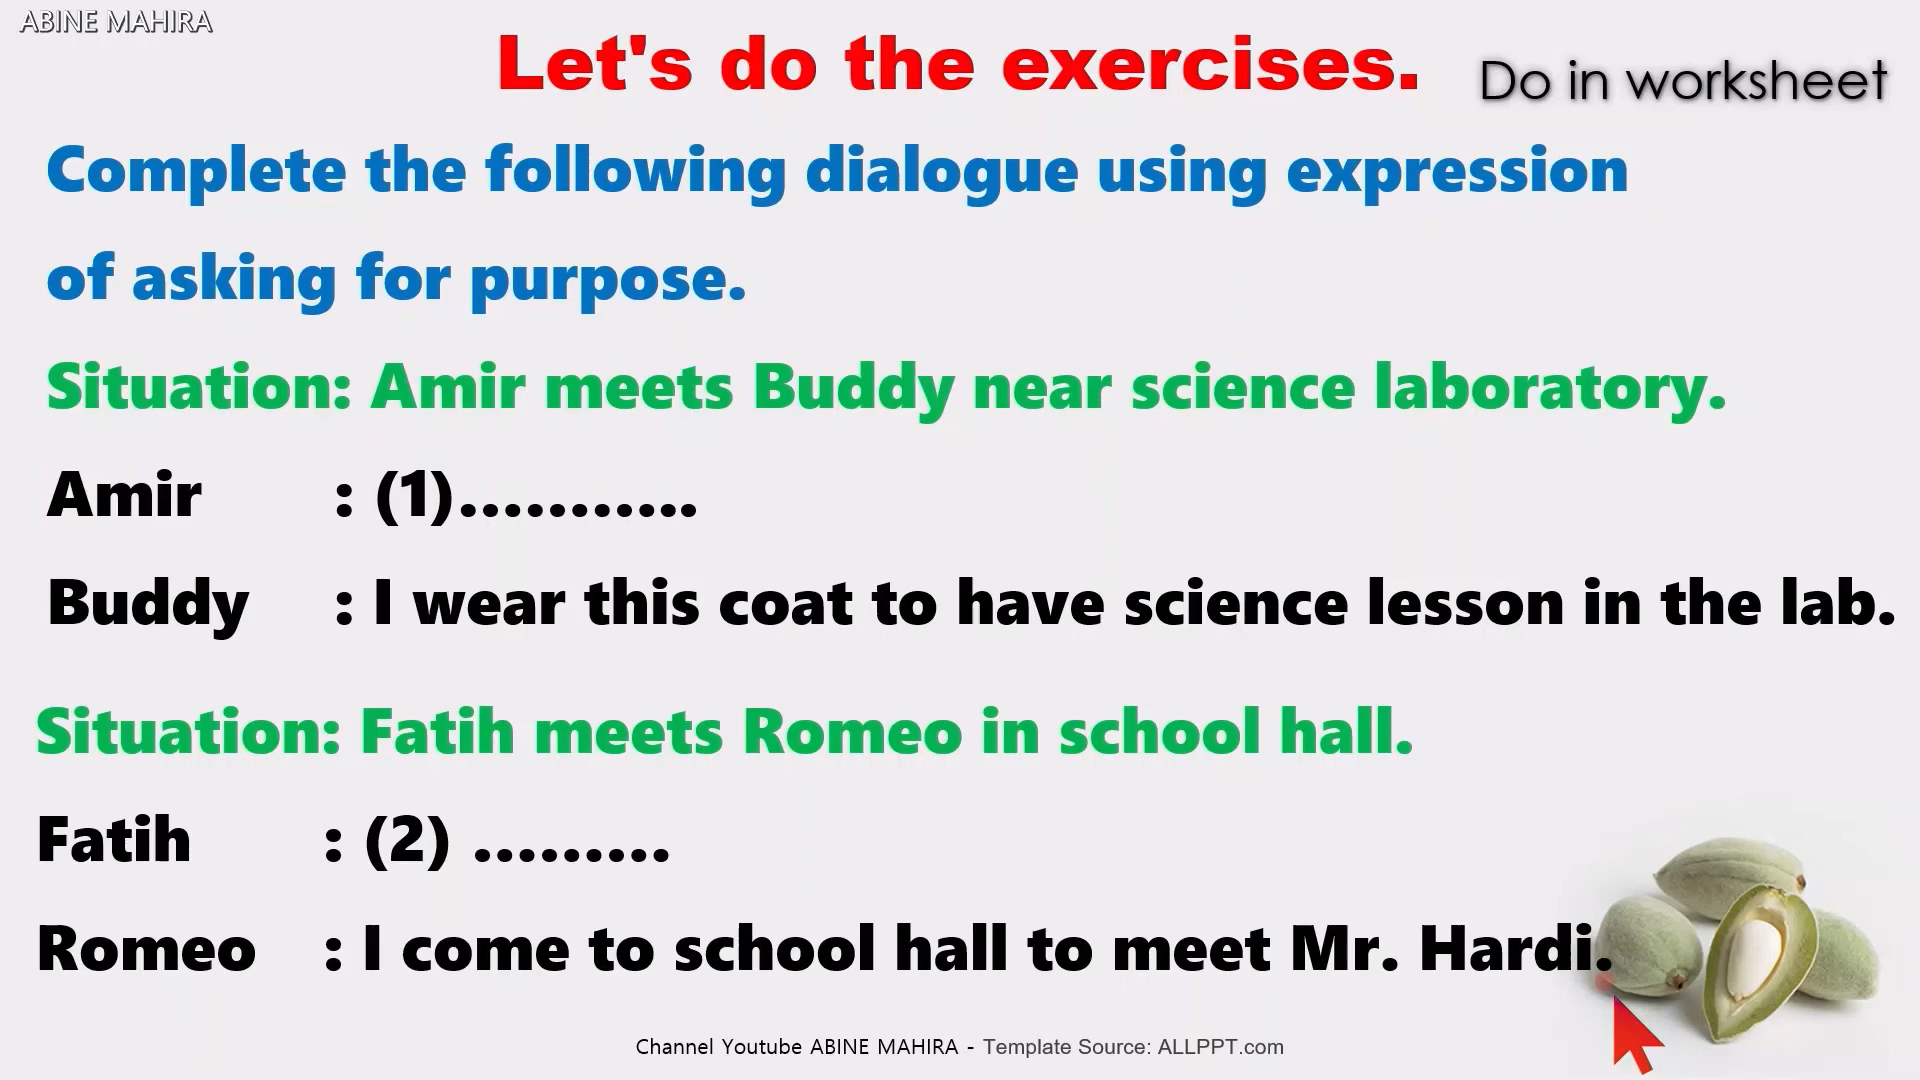 ABINE MAHIRA
Let's do the exercises.
Do in worksheet
Complete the following dialogue using expression
of asking for purpose.
Situation: Amir meets Buddy near science laboratory.
Amir : (1)...........
Buddy : I wear this coat to have science lesson in the lab.
Situation: Fatih meets Romeo in school hall.
Fatih : (2) .........
Romeo : I come to school hall to meet Mr. Hardi.
Channel Youtube ABINE MAHIRA - Template Source: ALLPPT.com